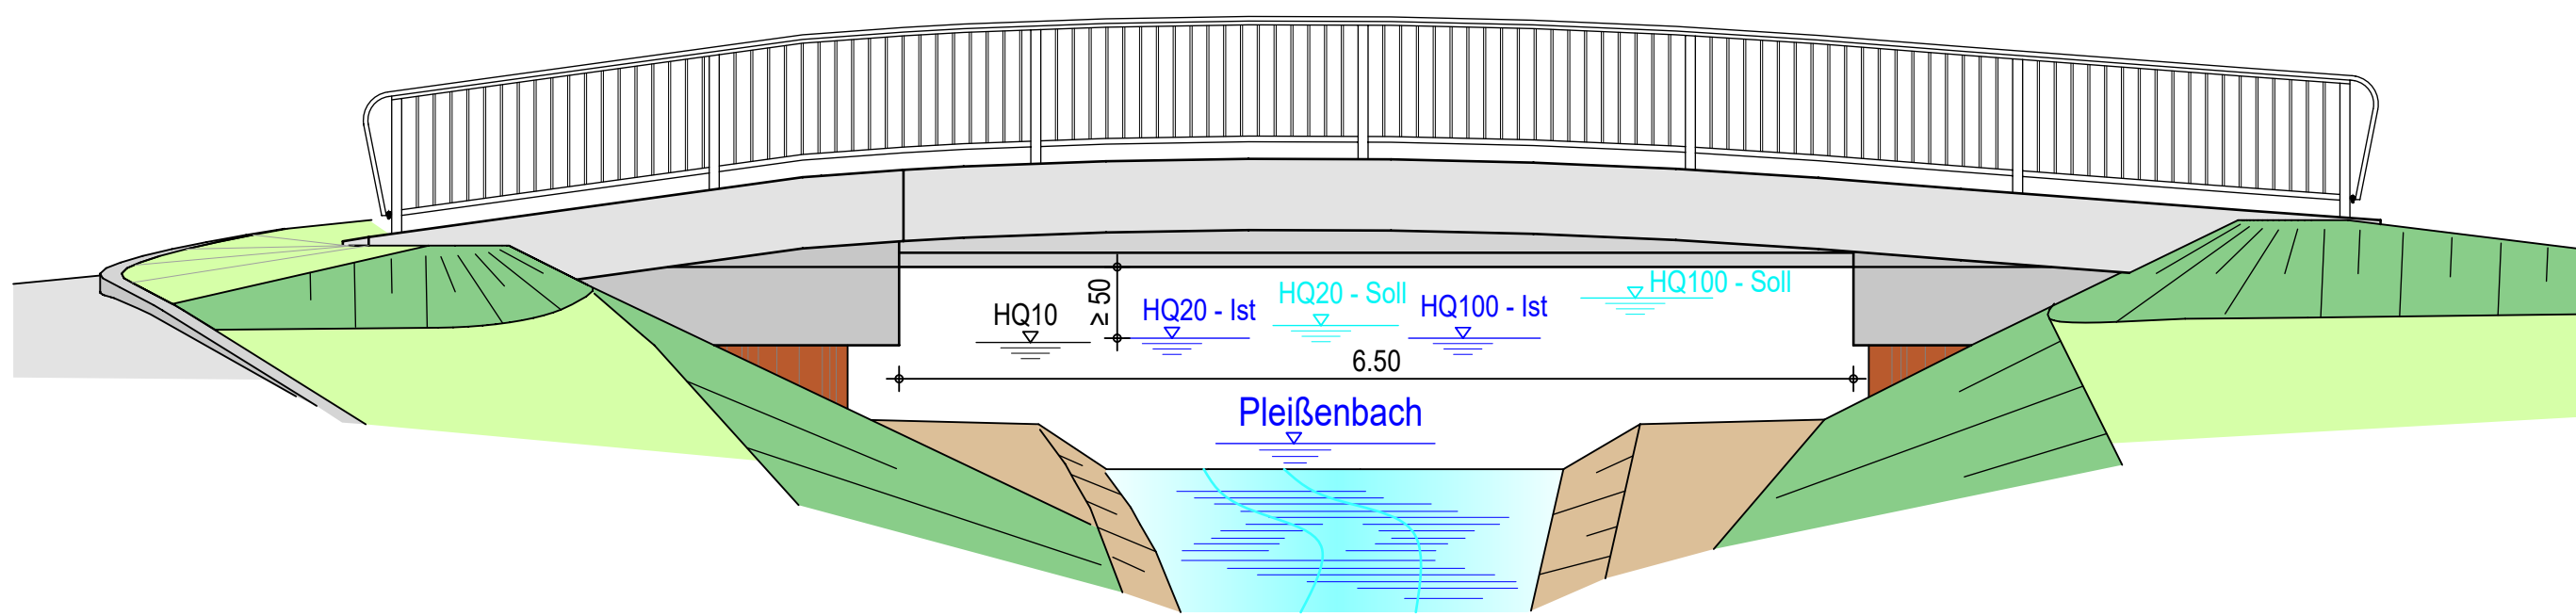 HQ100 - Soll
HQ20 - Soll
≥ 50
HQ10
HQ20 - Ist
HQ100 - Ist
6.50
Pleißenbach